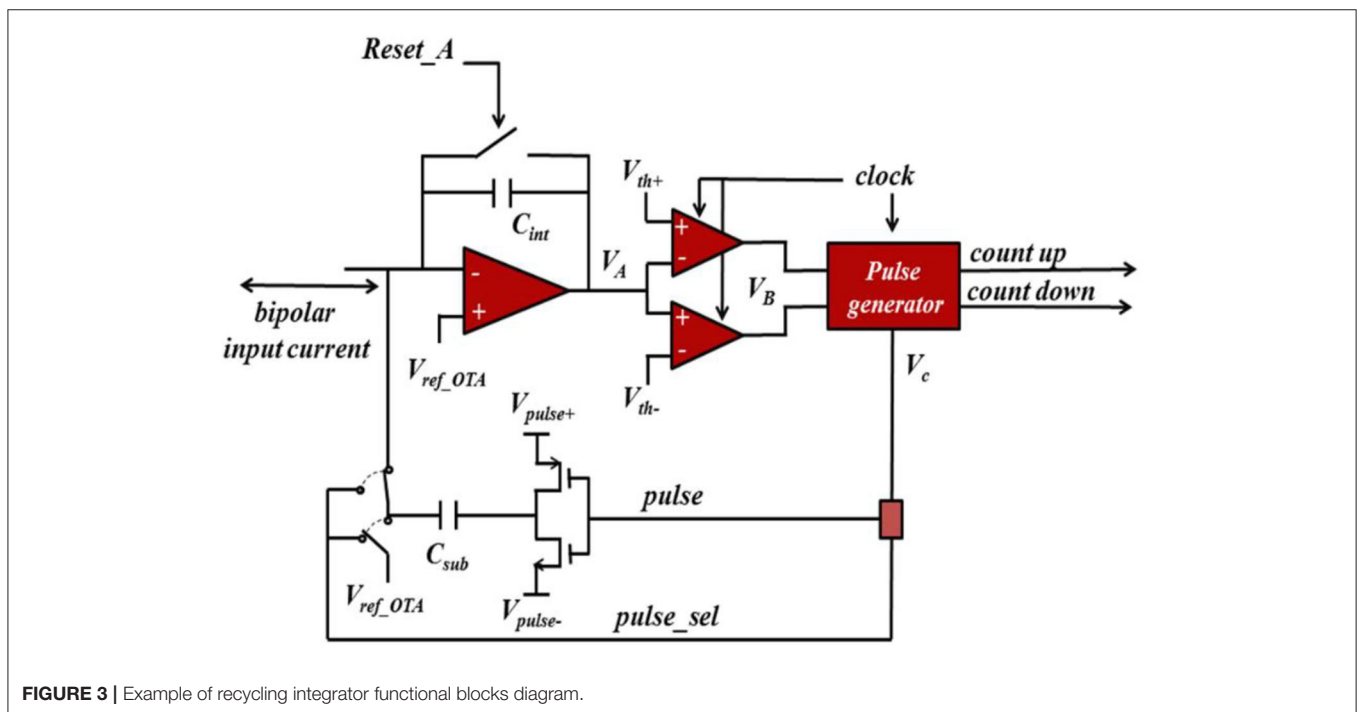 Reset_A
C_int
V_th+
clock
+
-
V_A
-
+
V_B
Pulse
generator
count up
count down
bipolar
input current
V_ref_OTA
+
-
V_th-
V_c
V_pulse+
pulse
C_sub
V_ref_OTA
V_pulse-
pulse_sel
FIGURE 3 | Example of recycling integrator functional blocks diagram.